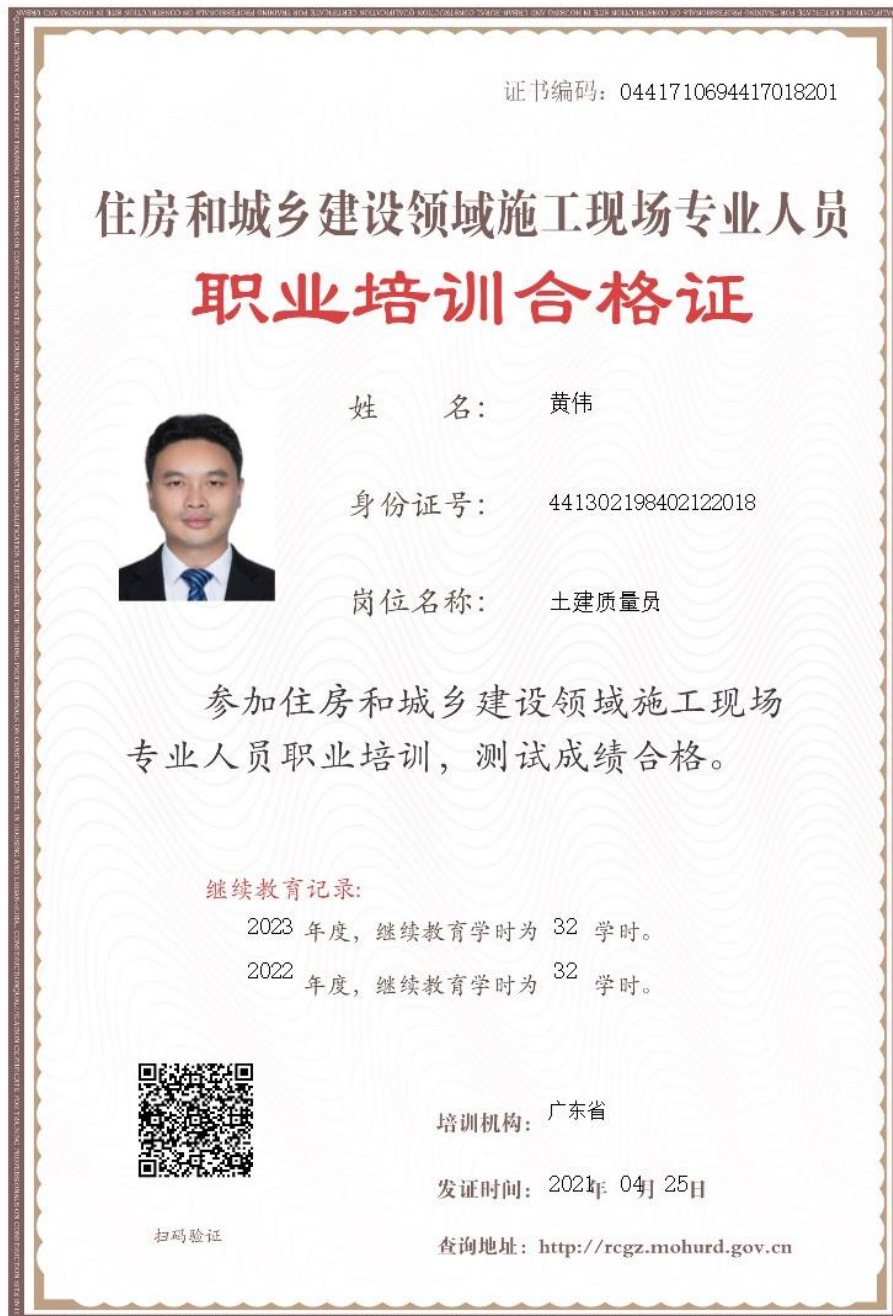 证书编码：0441710694417018201
住房和城乡建设领域施工现场专业人员
职业培训合格证
姓 名： 黄伟
身份证号： 441302198402122018
岗位名称： 土建质量员
参加住房和城乡建设领域施工现场
专业人员职业培训，测试成绩合格。
继续教育记录:
2023 年度，继续教育学时为 32 学时。
2022 年度，继续教育学时为 32 学时。
培训机构： 广东省
发证时间： 2021年 04月 25日
扫码验证
查询地址：http://rcgz.mohurd.gov.cn